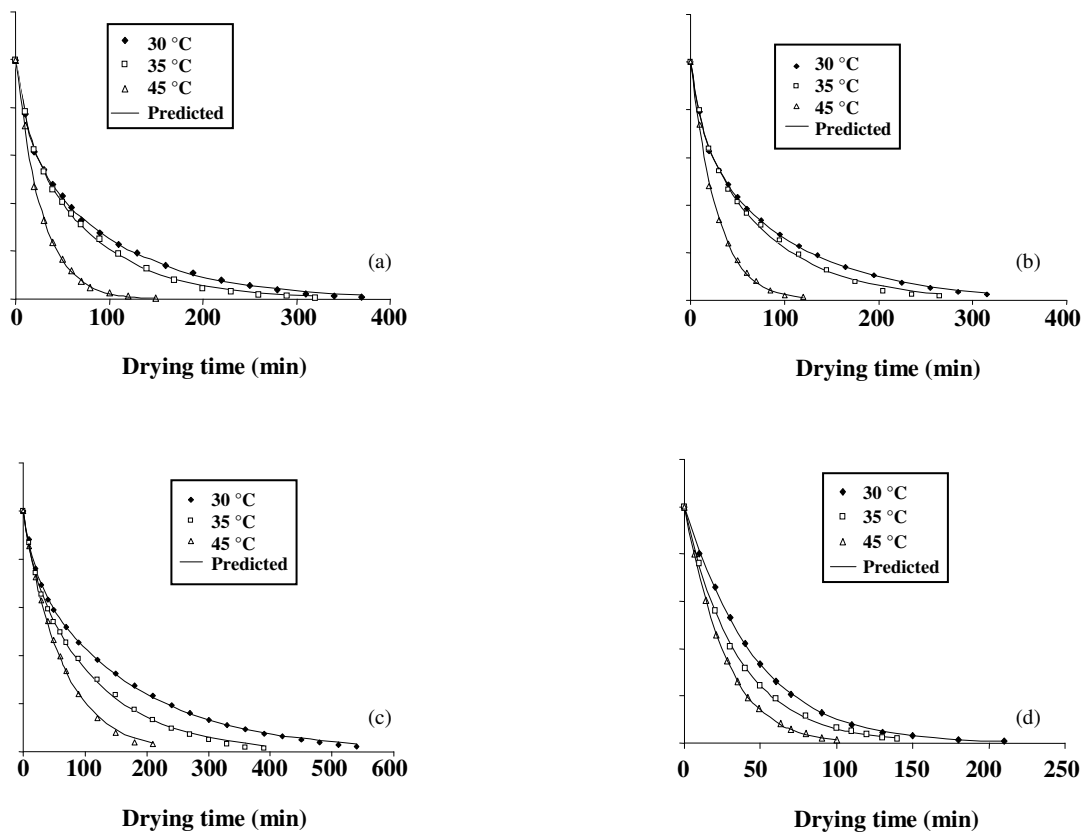 30 °C
35 °C
45 °C
Predicted
(a)
0 100 200 300 400
Drying time (min)
30 °C
35 °C
45 °C
Predicted
(b)
0 100 200 300 400
Drying time (min)
30 °C
35 °C
45 °C
Predicted
(c)
0 100 200 300 400 500 600
Drying time (min)
30 °C
35 °C
45 °C
Predicted
(d)
0 50 100 150 200 250
Drying time (min)